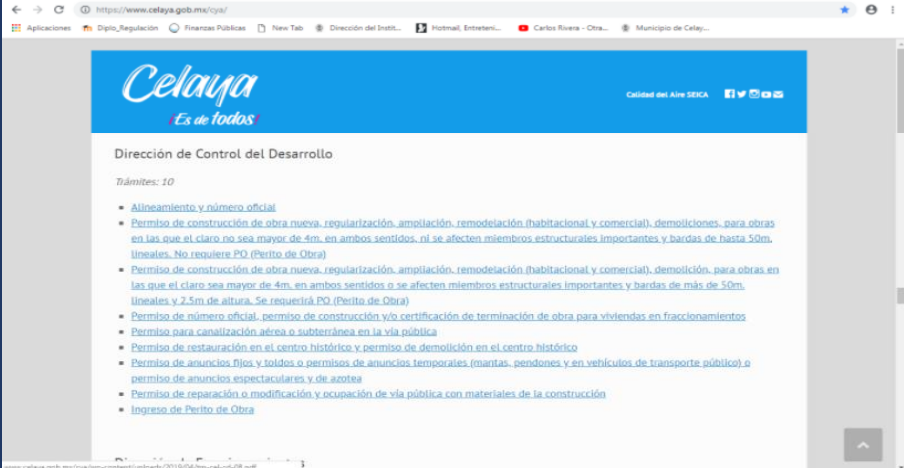 https://www.celaya.gob.mx/cya/
Aplicaciones Diplo_Regulación Finanzas Públicas New Tab Dirección del Instit... Hotmail, Entreteni... Carlos Rivera - Otra... Municipio de Celay...
Celaya
¡Es de todos!
Calidad del Aire SEICA
Dirección de Control del Desarrollo
Trámites: 10
Alineamiento y número oficial
Permiso de construcción de obra nueva, regularización, ampliación, remodelación (habitacional y comercial), demoliciones, para obras
en las que el claro no sea mayor de 4m. en ambos sentidos, ni se afecten miembros estructurales importantes y bardas de hasta 50m.
lineales. No requiere PO (Perito de Obra)
Permiso de construcción de obra nueva, regularización, ampliación, remodelación (habitacional y comercial), demolición, para obras en
las que el claro sea mayor de 4m. en ambos sentidos o se afecten miembros estructurales importantes y bardas de más de 50m.
lineales y 2.5m de altura. Se requerirá PO (Perito de Obra)
Permiso de número oficial, permiso de construcción y/o certificación de terminación de obra para viviendas en fraccionamientos
Permiso para canalización aérea o subterránea en la vía pública
Permiso de restauración en el centro histórico y permiso de demolición en el centro histórico
Permiso de anuncios fijos y toldos o permisos de anuncios temporales (mantas, pendones y en vehículos de transporte público) o
permiso de anuncios espectaculares y de azotea
Permiso de reparación o modificación y ocupación de vía pública con materiales de la construcción
Ingreso de Perito de Obra